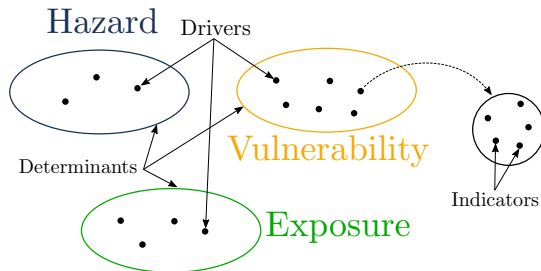 Hazard
Drivers
Vulnerability
Determinants
Indicators
Exposure